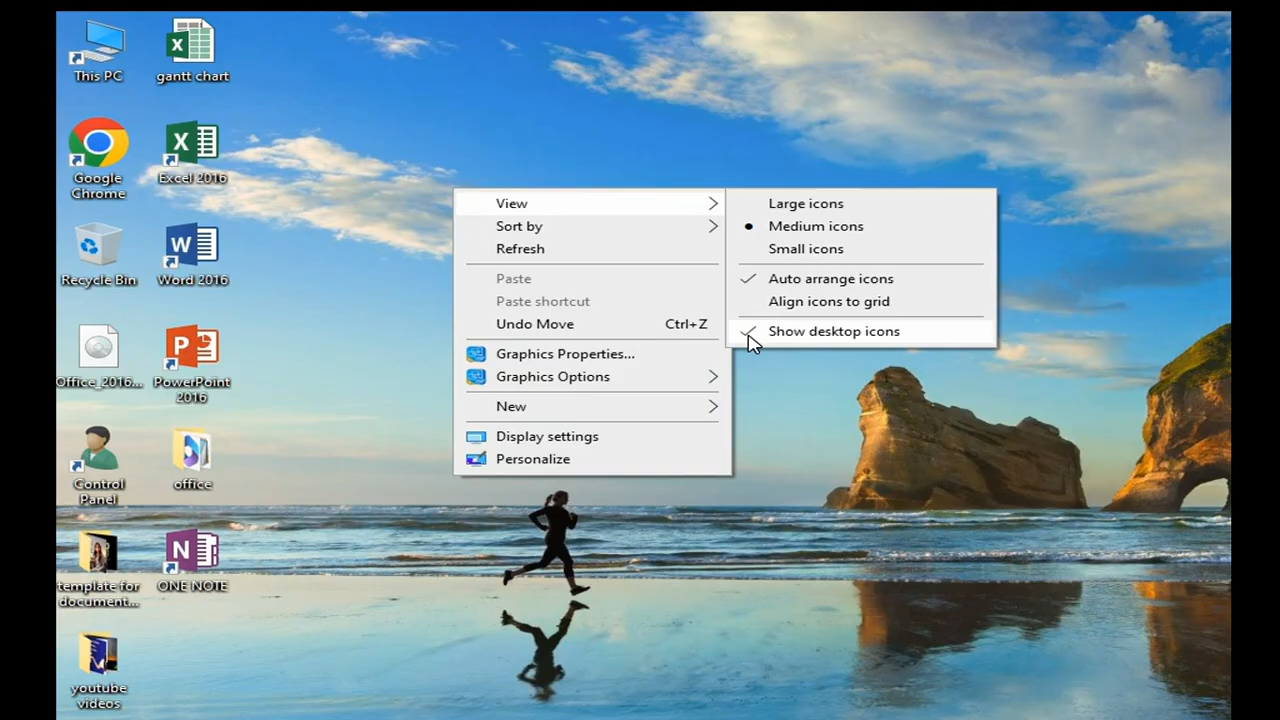 This PC
gantt chart
Google
Chrome
Excel 2016
Recycle Bin
Word 2016
Office_2016...
PowerPoint
2016
Control
Panel
office
template for
document...
ONE NOTE
youtube
videos
View
Sort by
Refresh
Paste
Paste shortcut
Undo Move Ctrl+Z
Graphics Properties...
Graphics Options
New
Display settings
Personalize
Large icons
Medium icons
Small icons
Auto arrange icons
Align icons to grid
Show desktop icons